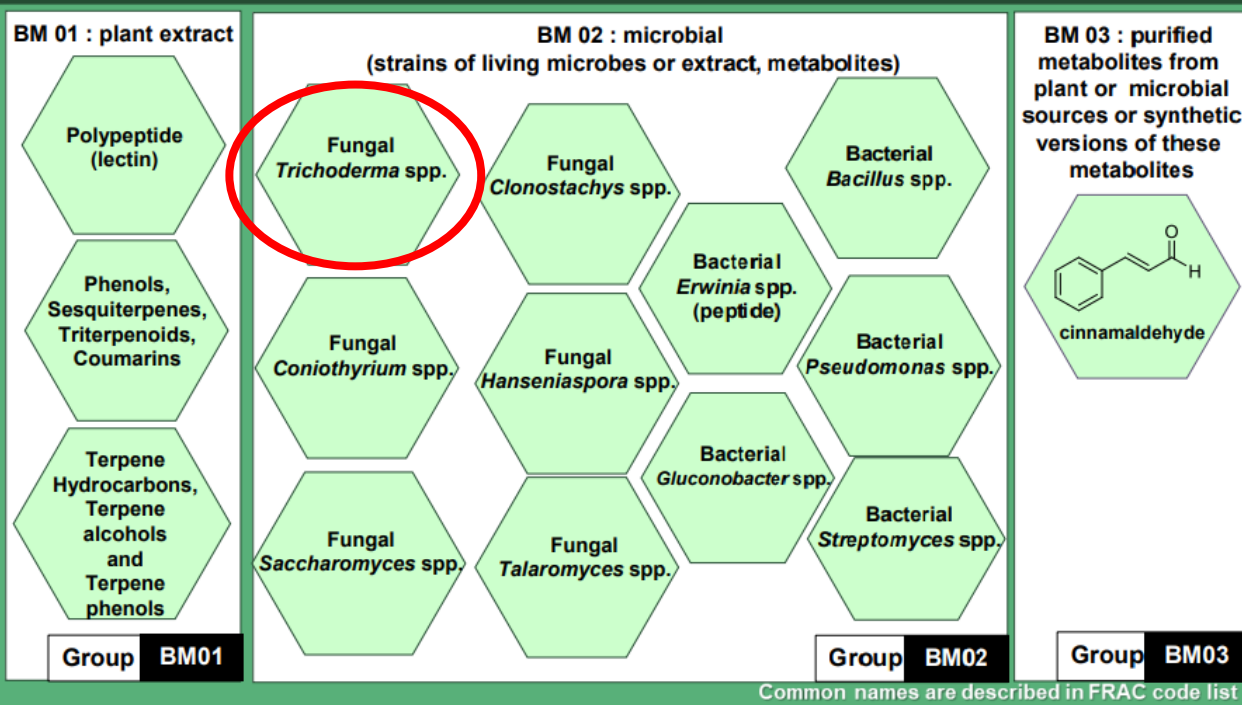 BM 01 : plant extract
Polypeptide
(lectin)
Phenols,
Sesquiterpenes,
Triterpenoids,
Coumarins
Terpene
Hydrocarbons,
Terpene
alcohols
and
Terpene
phenols
Group BM01
BM 02 : microbial
(strains of living microbes or extract, metabolites)
Fungal
Trichoderma spp.
Fungal
Clonostachys spp.
Bacterial
Bacillus spp.
Bacterial
Erwinia spp.
(peptide)
Fungal
Coniothyrium spp.
Fungal
Hanseniaspora spp.
Bacterial
Pseudomonas spp.
Bacterial
Gluconobacter spp.
Fungal
Saccharomyces spp.
Fungal
Talaromyces spp.
Bacterial
Streptomyces spp.
Group BM02
BM 03 : purified
metabolites from
plant or microbial
sources or synthetic
versions of these
metabolites
O
H
cinnamaldehyde
Group BM03
Common names are described in FRAC code list